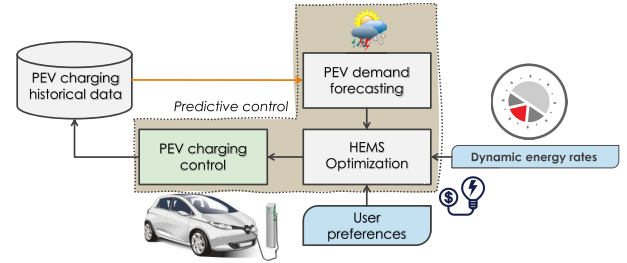 PEV charging
historical data
PEV demand
forecasting
Predictive control
PEV charging
control
HEMS
Optimization
Dynamic energy rates
$
User
preferences